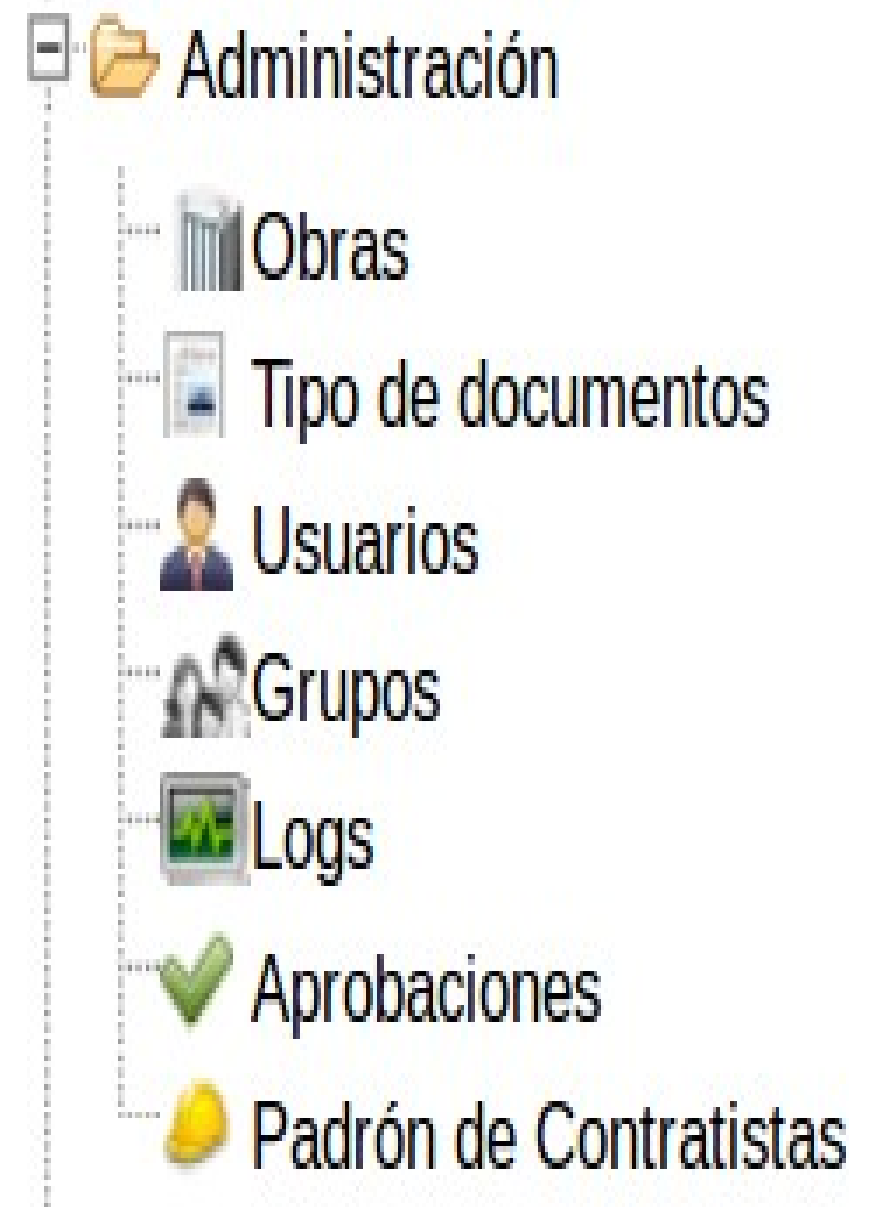 Administración
Obras
Tipo de documentos
Usuarios
Grupos
Logs
Aprobaciones
Padrón de Contratistas